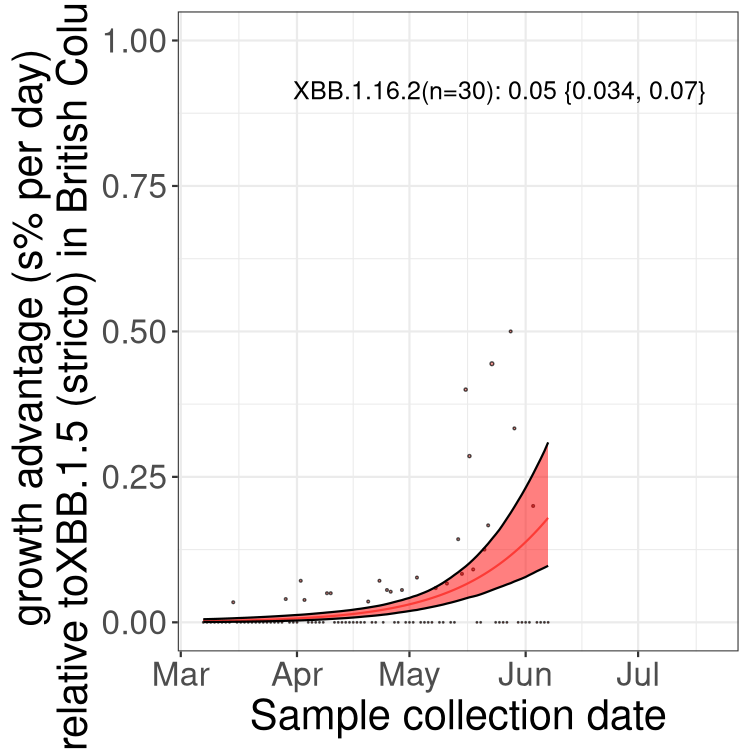 growth advantage (s% per day)
relative toXBB.1.5 (stricto) in British Colu
1.00
0.75
0.50
0.25
0.00
XBB.1.16.2(n=30): 0.05 {0.034, 0.07}
Mar Apr May Jun Jul
Sample collection date